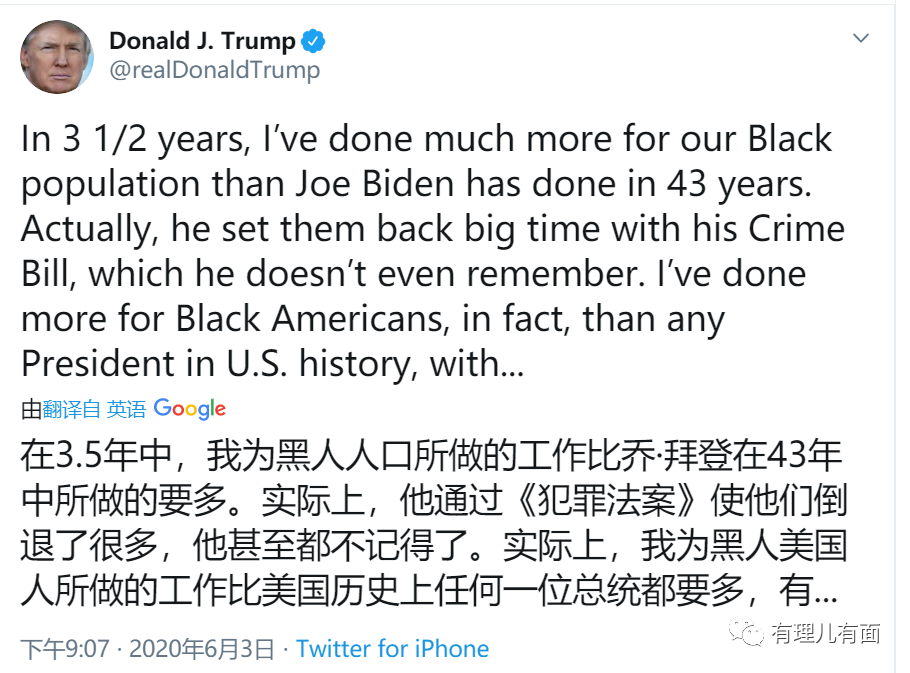 Donald J. Trump
@realDonaldTrump
In 3 1/2 years, I’ve done much more for our Black
population than Joe Biden has done in 43 years.
Actually, he set them back big time with his Crime
Bill, which he doesn’t even remember. I’ve done
more for Black Americans, in fact, than any
President in U.S. history, with...
由翻译自 英语 Google
在3.5年中，我为黑人人口所做的工作比乔·拜登在43年
中所做的要多。实际上，他通过《犯罪法案》使他们倒
退了很多，他甚至都不记得了。实际上，我为黑人美国
人所做的工作比美国历史上任何一位总统都要多，有...
下午9:07 · 2020年6月3日 · Twitter for iPhone
有理儿有面